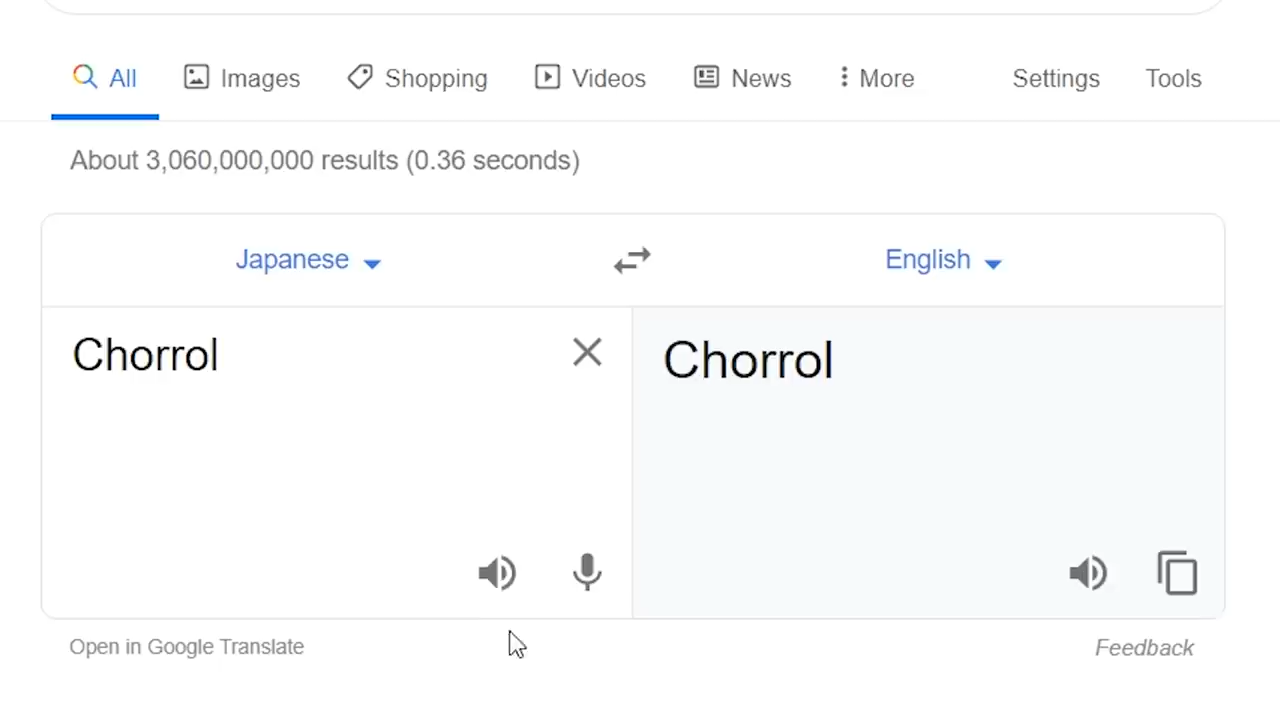 All Images Shopping Videos News More Settings Tools
About 3,060,000,000 results (0.36 seconds)
Japanese English
Chorrol Chorrol
Open in Google Translate Feedback